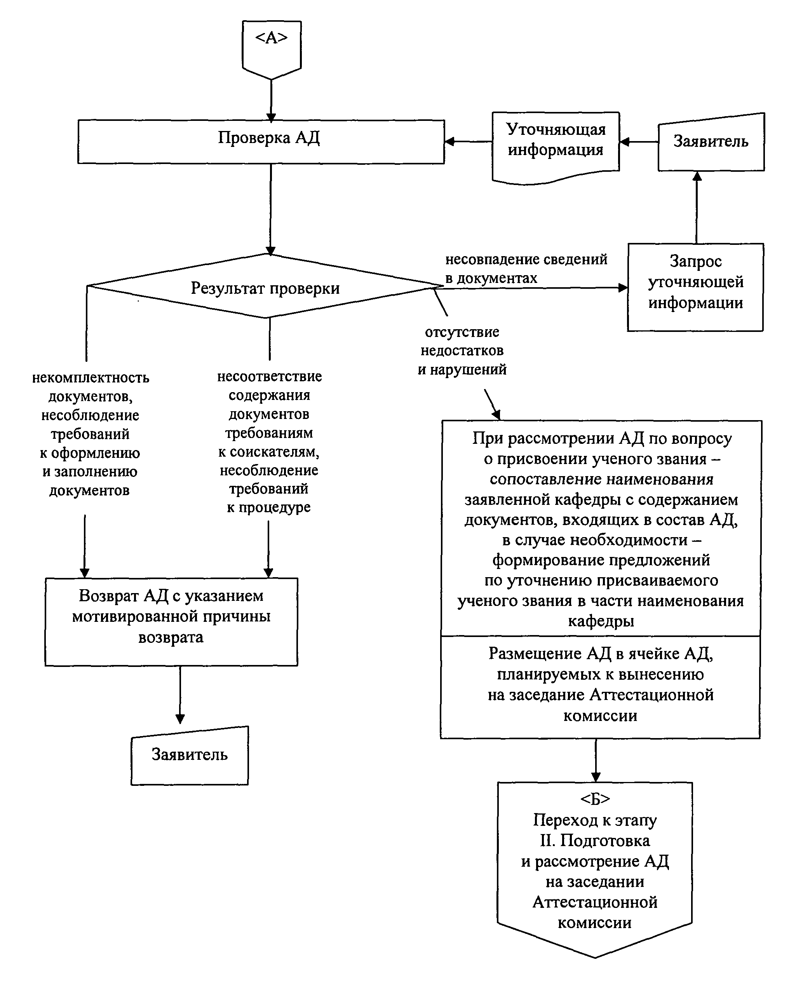 <А>
Проверка АД
Уточняющая
информация
Заявитель
несовпадение сведений
в документах
Запрос
уточняющей
информации
Результат проверки
отсутствие
недостатков
и нарушений
некомплектность
документов,
несоблюдение
требований
к оформлению
и заполнению
документов
несоответствие
содержания
документов
требованиям
к соискателям,
несоблюдение
требований
к процедуре
При рассмотрении АД по вопросу
о присвоении ученого звания –
сопоставление наименования
заявленной кафедры с содержанием
документов, входящих в состав АД,
в случае необходимости –
формирование предложений
по уточнению присваиваемого
ученого звания в части наименования
кафедры
Возврат АД с указанием
мотивированной причины
возврата
Размещение АД в ячейке АД,
планируемых к вынесению
на заседание Аттестационной
комиссии
Заявитель
<Б>
Переход к этапу
II. Подготовка
и рассмотрение АД
на заседании
Аттестационной
комиссии